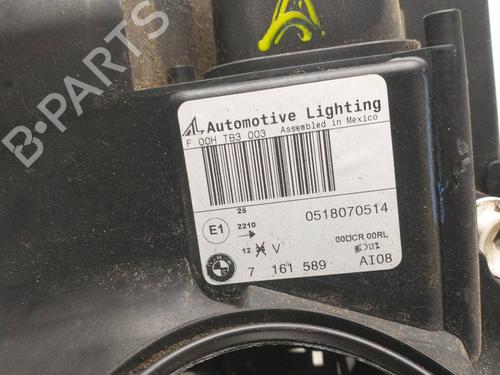 B-PARTS
Automotive Lighting
F 00H TB3 003 Assembled in Mexico
25
E1 2210 0518070514
12 V 00DCR 00RL
7 161 589 AI08